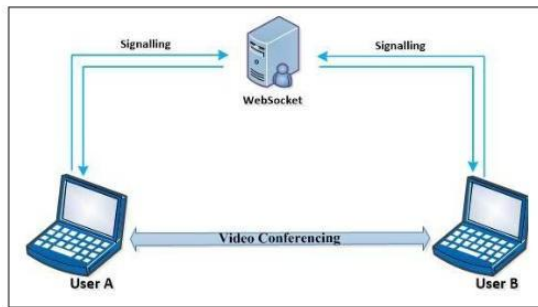 Signalling
Signalling
WebSocket
Video Conferencing
User A
User B